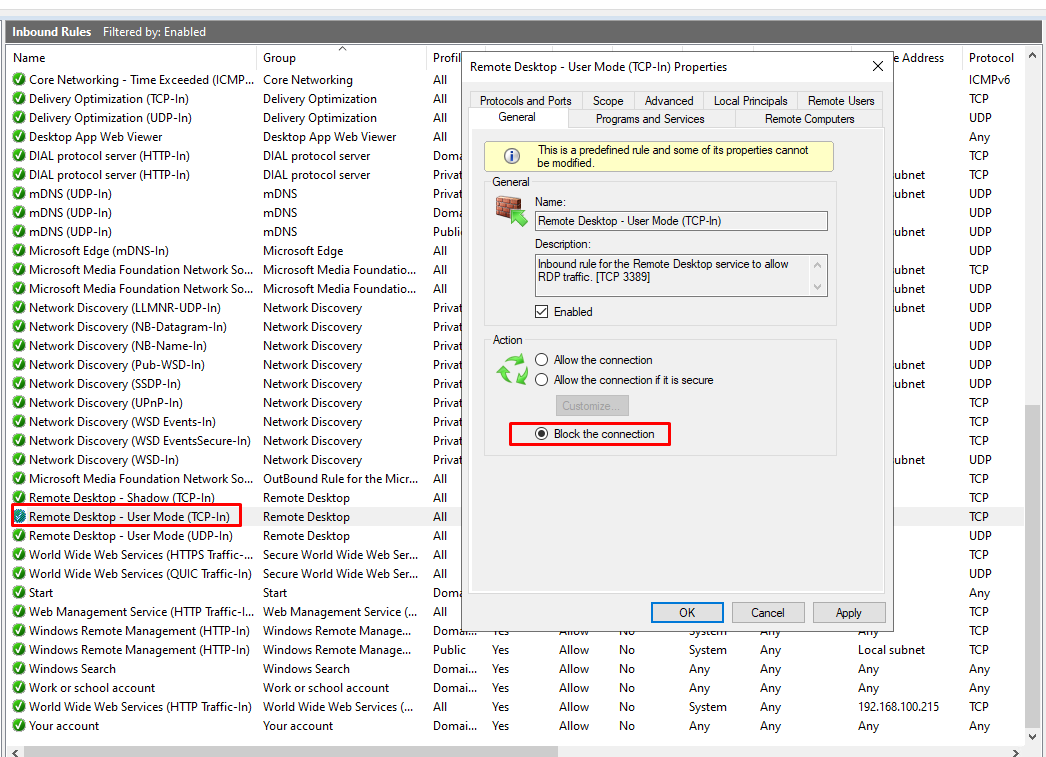 Inbound Rules Filtered by: Enabled
Name Group Profil e Address Protocol
Core Networking - Time Exceeded (ICMP... Core Networking All ICMPv6
Delivery Optimization (TCP-In) Delivery Optimization All TCP
Delivery Optimization (UDP-In) Delivery Optimization All UDP
Desktop App Web Viewer Desktop App Web Viewer All Any
DIAL protocol server (HTTP-In) DIAL protocol server Doma TCP
DIAL protocol server (HTTP-In) DIAL protocol server Privat ubnet TCP
mDNS (UDP-In) mDNS Privat UDP
mDNS (UDP-In) mDNS Doma UDP
mDNS (UDP-In) mDNS Publi ubnet UDP
Microsoft Edge (mDNS-In) Microsoft Edge All UDP
Microsoft Media Foundation Network So... Microsoft Media Foundatio... All ubnet UDP
Microsoft Media Foundation Network So... Microsoft Media Foundatio... All ubnet UDP
Network Discovery (LLMNR-UDP-In) Network Discovery Privat ubnet UDP
Network Discovery (NB-Datagram-In) Network Discovery Privat UDP
Network Discovery (NB-Name-In) Network Discovery Privat UDP
Network Discovery (Pub-WSD-In) Network Discovery Privat ubnet UDP
Network Discovery (SSDP-In) Network Discovery Privat ubnet UDP
Network Discovery (UPnP-In) Network Discovery Privat TCP
Network Discovery (WSD Events-In) Network Discovery Privat TCP
Network Discovery (WSD EventsSecure-In) Network Discovery Privat TCP
Network Discovery (WSD-In) Network Discovery Privat ubnet UDP
Microsoft Media Foundation Network So... OutBound Rule for the Micr... All TCP
Remote Desktop - Shadow (TCP-In) Remote Desktop All TCP
Remote Desktop - User Mode (TCP-In) Remote Desktop All TCP
Remote Desktop - User Mode (UDP-In) Remote Desktop All UDP
World Wide Web Services (HTTPS Traffic-... Secure World Wide Web Ser... All TCP
World Wide Web Services (QUIC Traffic-In) Secure World Wide Web Ser... All UDP
Start Start Doma Any
Web Management Service (HTTP Traffic-I... Web Management Service (... All TCP
Windows Remote Management (HTTP-In) Windows Remote Manage... Domai... Yes Allow No System Any Any TCP
Windows Remote Management (HTTP-In) Windows Remote Manage... Public Yes Allow No System Any Local subnet TCP
Windows Search Windows Search Domai... Yes Allow No Any Any Any Any
Work or school account Work or school account Domai... Yes Allow No Any Any Any Any
World Wide Web Services (HTTP Traffic-In) World Wide Web Services (... All Yes Allow No System Any 192.168.100.215 TCP
Your account Your account Domai... Yes Allow No Any Any Any Any
Remote Desktop - User Mode (TCP-In) Properties
Protocols and Ports Scope Advanced Local Principals Remote Users
General Programs and Services Remote Computers
This is a predefined rule and some of its properties cannot
be modified.
General
Name:
Remote Desktop - User Mode (TCP-In)
Description:
Inbound rule for the Remote Desktop service to allow
RDP traffic. [TCP 3389]
Enabled
Action
Allow the connection
Allow the connection if it is secure
Customize...
Block the connection
OK Cancel Apply